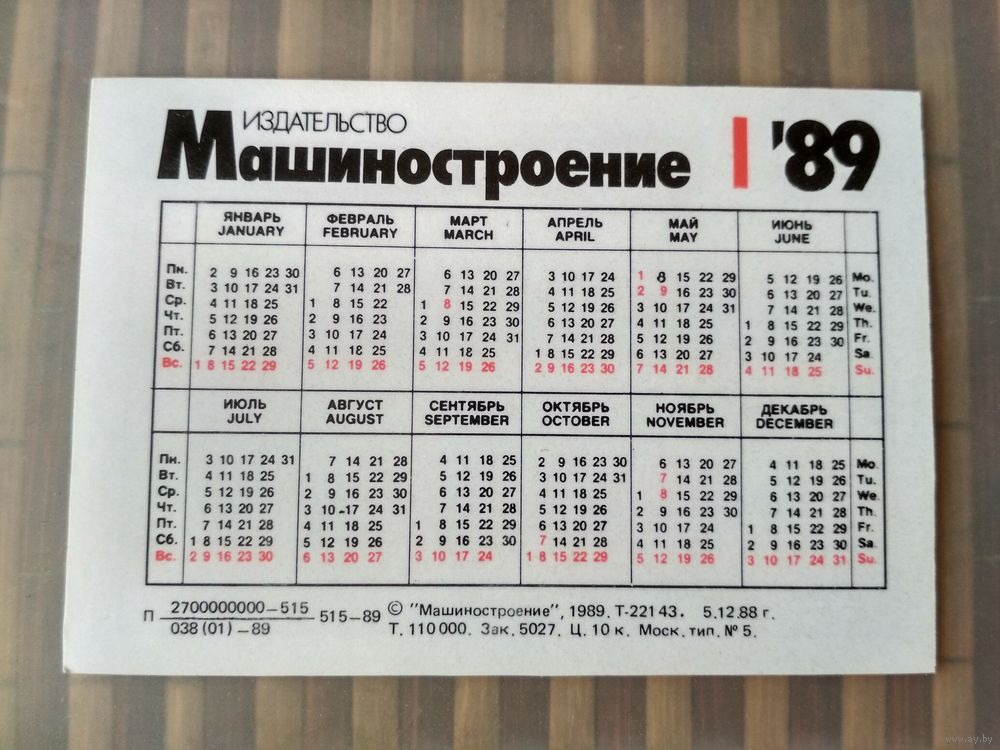 ИЗДАТЕЛЬСТВО
Машиностроение '89
ЯНВАРЬ ФЕВРАЛЬ МАРТ АПРЕЛЬ МАЙ ИЮНЬ
JANUARY FEBRUARY MARCH APRIL MAY JUNE
Пн. 2 9 16 23 30 6 13 20 27 6 13 20 27 3 10 17 24 1 8 15 22 29 5 12 19 26 Mo.
Вт. 3 10 17 24 31 7 14 21 28 7 14 21 28 4 11 18 25 2 9 16 23 30 6 13 20 27 Tu.
Ср. 4 11 18 25 1 8 15 22 1 8 15 22 29 5 12 19 26 3 10 17 24 31 7 14 21 28 We.
Чт. 5 12 19 26 2 9 16 23 2 9 16 23 30 6 13 20 27 4 11 18 25 1 8 15 22 29 Th.
Пт. 6 13 20 27 3 10 17 24 3 10 17 24 31 7 14 21 28 5 12 19 26 2 9 16 23 30 Fr.
Сб. 7 14 21 28 4 11 18 25 4 11 18 25 1 8 15 22 29 6 13 20 27 3 10 17 24 Sa.
Вс. 1 8 15 22 29 5 12 19 26 5 12 19 26 2 9 16 23 30 7 14 21 28 4 11 18 25 Su.
ИЮЛЬ АВГУСТ СЕНТЯБРЬ ОКТЯБРЬ НОЯБРЬ ДЕКАБРЬ
JULY AUGUST SEPTEMBER OCTOBER NOVEMBER DECEMBER
Пн. 3 10 17 24 31 7 14 21 28 4 11 18 25 2 9 16 23 30 6 13 20 27 4 11 18 25 Mo.
Вт. 4 11 18 25 1 8 15 22 29 5 12 19 26 3 10 17 24 31 7 14 21 28 5 12 19 26 Tu.
Ср. 5 12 19 26 2 9 16 23 30 6 13 20 27 4 11 18 25 1 8 15 22 29 6 13 20 27 We.
Чт. 6 13 20 27 3 10 17 24 31 7 14 21 28 5 12 19 26 2 9 16 23 30 7 14 21 28 Th.
Пт. 7 14 21 28 4 11 18 25 1 8 15 22 29 6 13 20 27 3 10 17 24 1 8 15 22 29 Fr.
Сб. 1 8 15 22 29 5 12 19 26 2 9 16 23 30 7 14 21 28 4 11 18 25 2 9 16 23 30 Sa.
Вс. 2 9 16 23 30 6 13 20 27 3 10 17 24 1 8 15 22 29 5 12 19 26 3 10 17 24 31 Su.
П 2700000000-515 515-89
038(01)-89
© "Машиностроение", 1989. Т-22143. 5.12.88 г.
Т. 110000. Зак. 5027. Ц. 10 к. Моск. тип. № 5.
www.ay.by